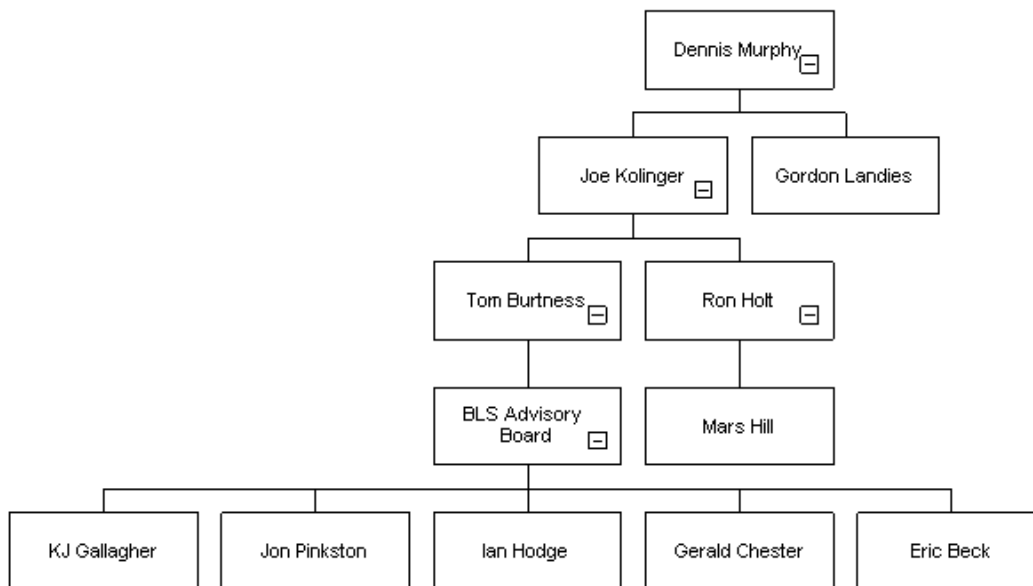 Dennis Murphy
Joe Kolinger
Gordon Landies
Tom Burtness
Ron Holt
BLS Advisory
Board
Mars Hill
KJ Gallagher
Jon Pinkston
Ian Hodge
Gerald Chester
Eric Beck